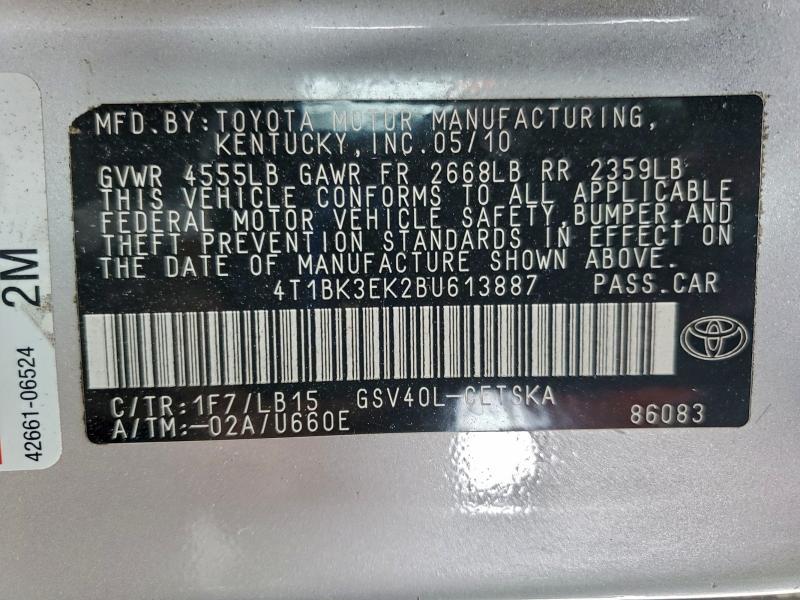 MFD.BY:TOYOTA MOTOR MANUFACTURING,
KENTUCKY,INC.05/10
GVWR 4555LB GAWR FR 2668LB RR 2359LB
THIS VEHICLE CONFORMS TO ALL APPLICABLE
FEDERAL MOTOR VEHICLE SAFETY,BUMPER,AND
THEFT PREVENTION STANDARDS IN EFFECT ON
THE DATE OF MANUFACTURE SHOWN ABOVE.
4T1BK3EK2BU613887 PASS.CAR
C/TR:1F7/LB15 GSV40L-CETSKA
A/TM:-02A/U660E 86083
2M
42661-06524